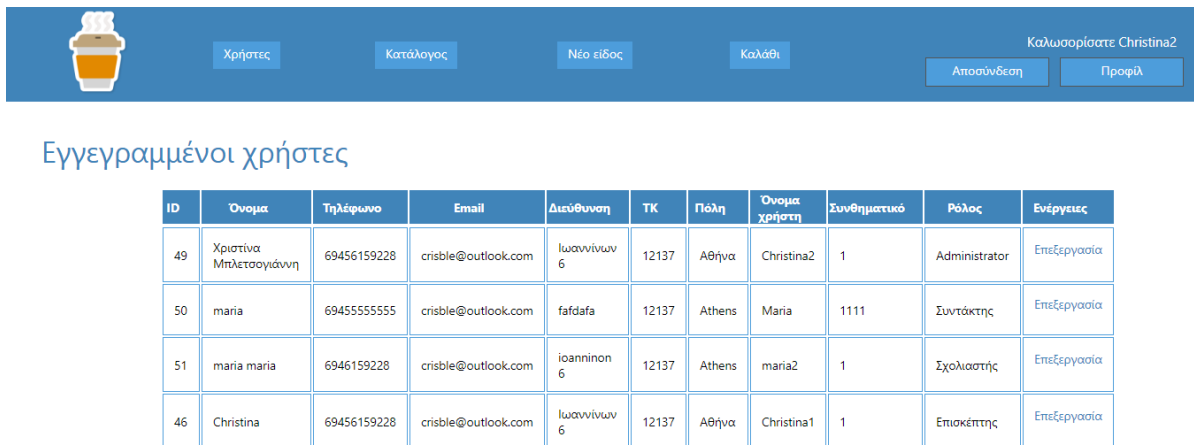 Καλωσορίσατε Christina2
Χρήστες Κατάλογος Νέο είδος Καλάθι
Αποσύνδεση Προφίλ
Εγγεγραμμένοι χρήστες
ID Όνομα Τηλέφωνο Email Διεύθυνση ΤΚ Πόλη Όνομα χρήστη Συνθηματικό Ρόλος Ενέργειες
49 Χριστίνα Μπλετσογιάννη 69456159228 crisble@outlook.com Ιωαννίνων 6 12137 Αθήνα Christina2 1 Administrator Επεξεργασία
50 maria 69455555555 crisble@outlook.com fafdafa 12137 Athens Maria 1111 Συντάκτης Επεξεργασία
51 maria maria 6946159228 crisble@outlook.com ioanninon 6 12137 Athens maria2 1 Σχολιαστής Επεξεργασία
46 Christina 69456159228 crisble@outlook.com Ιωαννίνων 6 12137 Αθήνα Christina1 1 Επισκέπτης Επεξεργασία